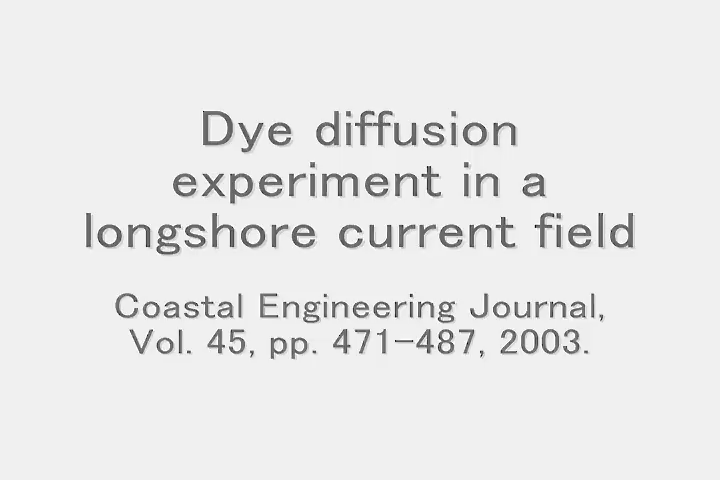 Dye diffusion
experiment in a
longshore current field
Coastal Engineering Journal,
Vol. 45, pp. 471-487, 2003.